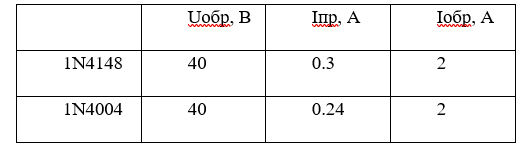 Uобр, В Iпр, А Iобр, А
1N4148 40 0.3 2
1N4004 40 0.24 2